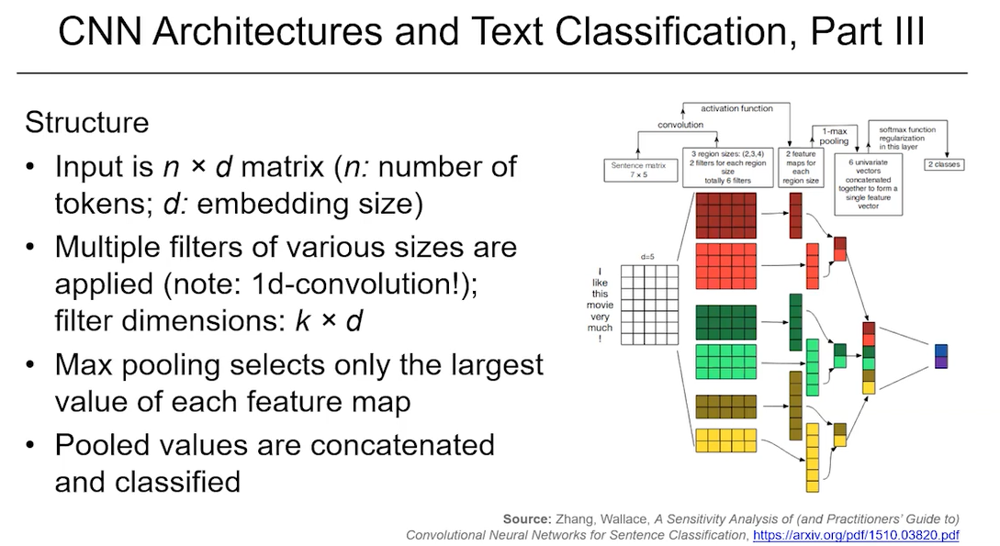 CNN Architectures and Text Classification, Part III
Structure
• Input is n × d matrix (n: number of
tokens; d: embedding size)
• Multiple filters of various sizes are
applied (note: 1d-convolution!);
filter dimensions: k × d
• Max pooling selects only the largest
value of each feature map
• Pooled values are concatenated
and classified
activation function
convolution
1-max
pooling
softmax function
regularization
in this layer
Sentence matrix
7 x 5
3 region sizes: (2,3,4)
2 filters for each region
size
totally 6 filters
2 feature
maps for
each
region size
6 univariate
vectors
concatenated
together to form a
single feature
vector
2 classes
d=5
I
like
this
movie
very
much
!
Source: Zhang, Wallace, A Sensitivity Analysis of (and Practitioners' Guide to)
Convolutional Neural Networks for Sentence Classification, https://arxiv.org/pdf/1510.03820.pdf